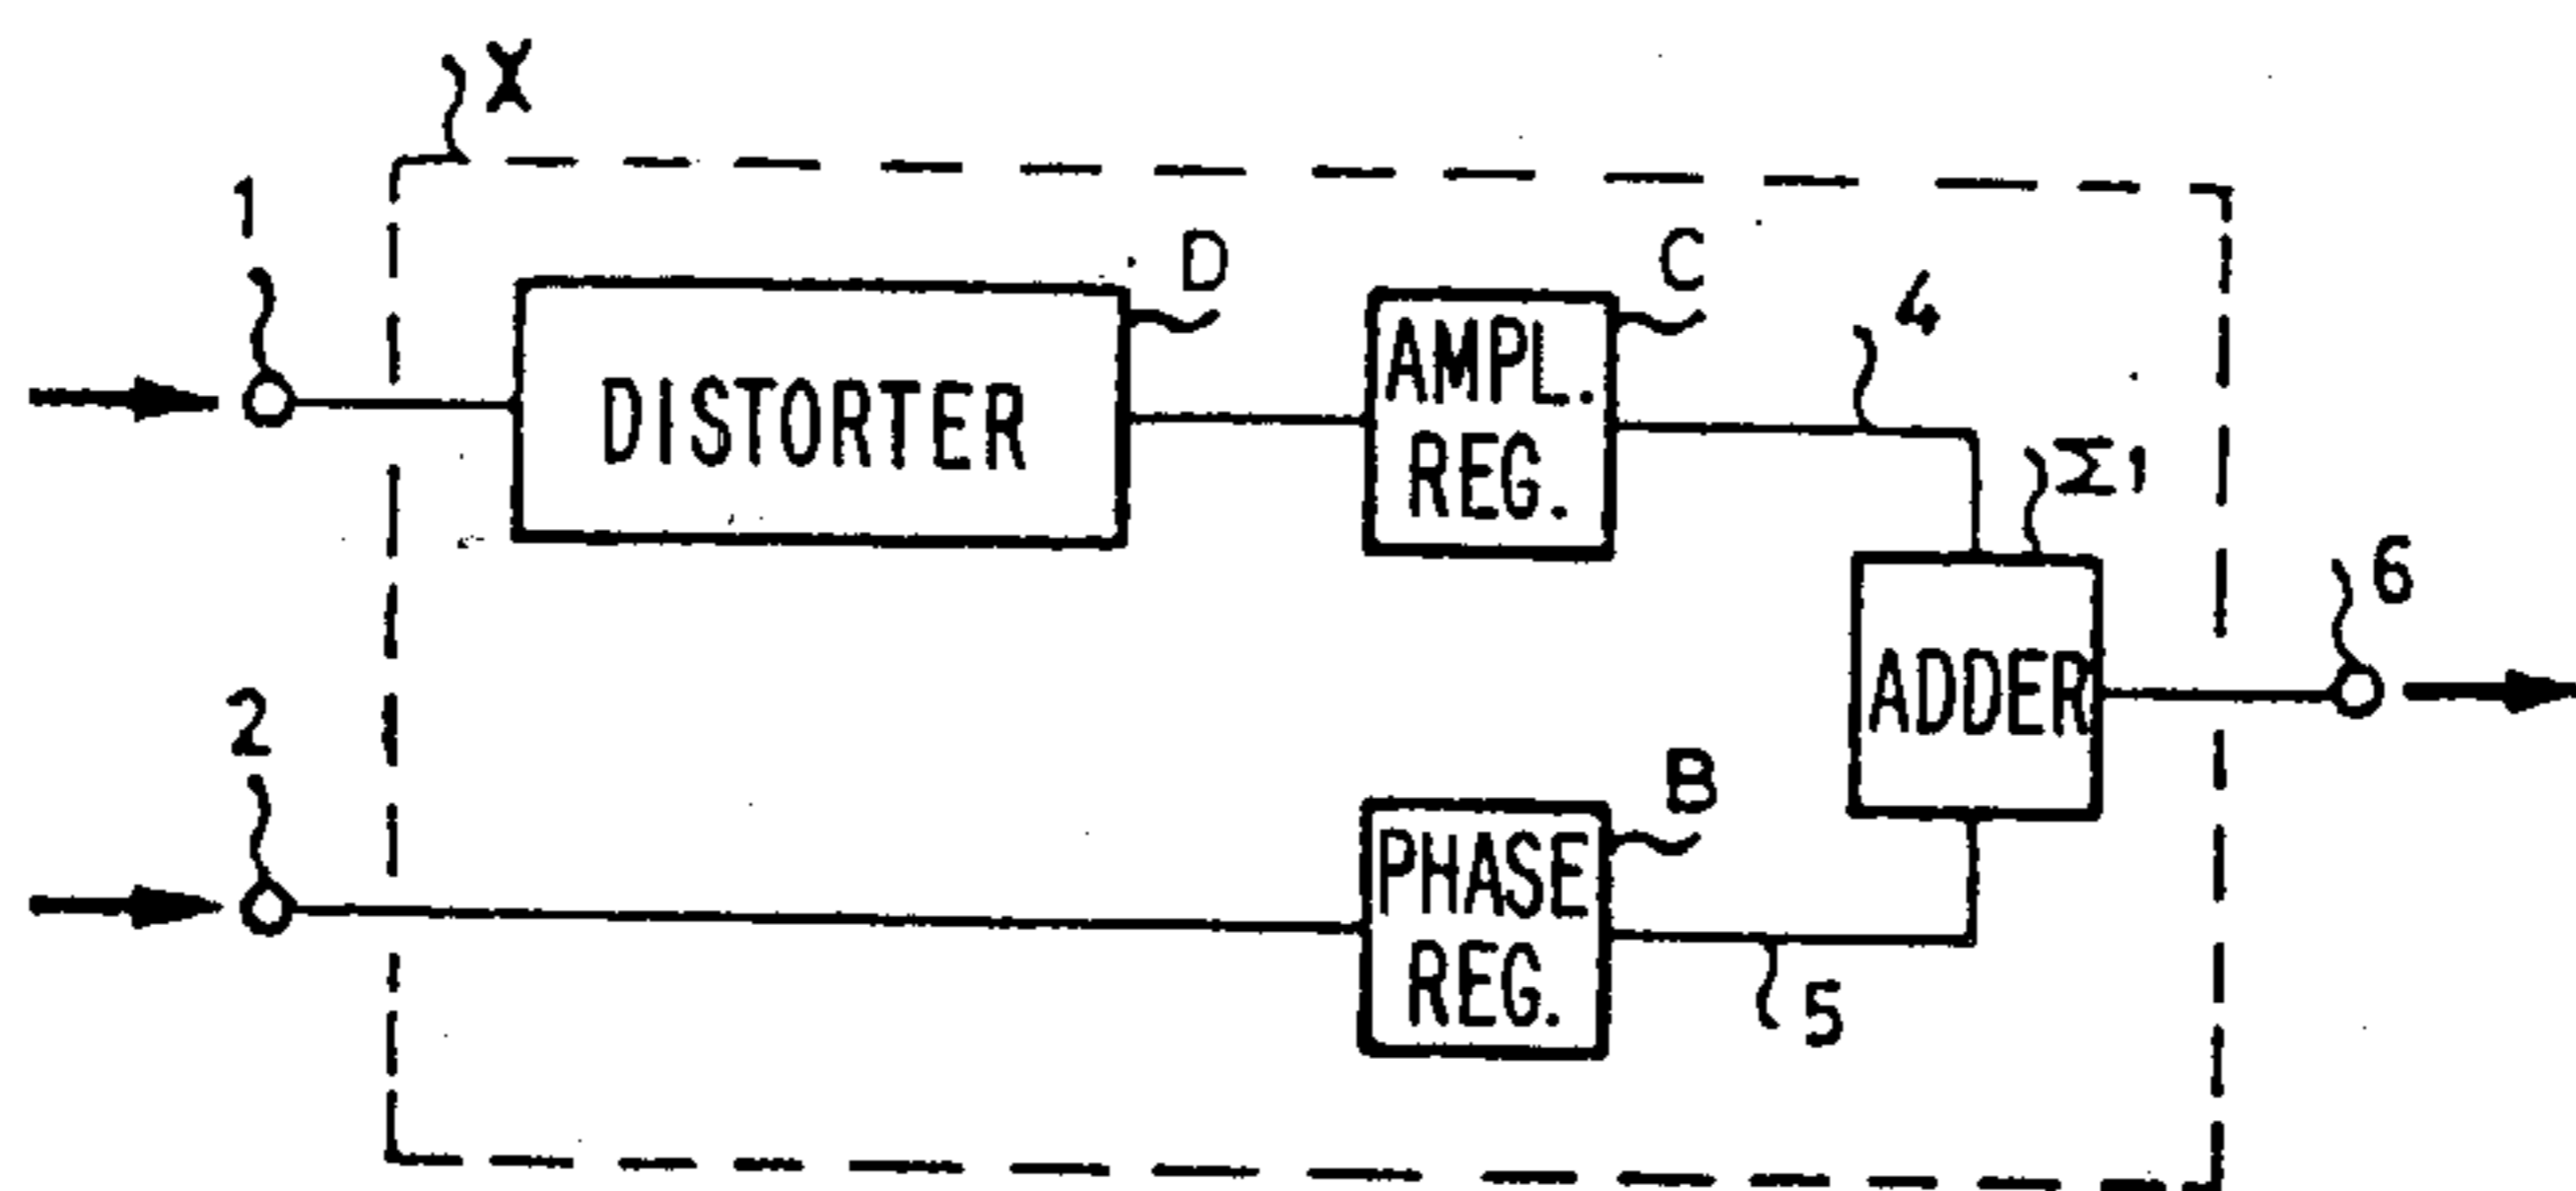 X
1
D
C
4
DISTORTER
AMPL.
REG.
Σ1
6
ADDER
2
B
PHASE
REG.
5